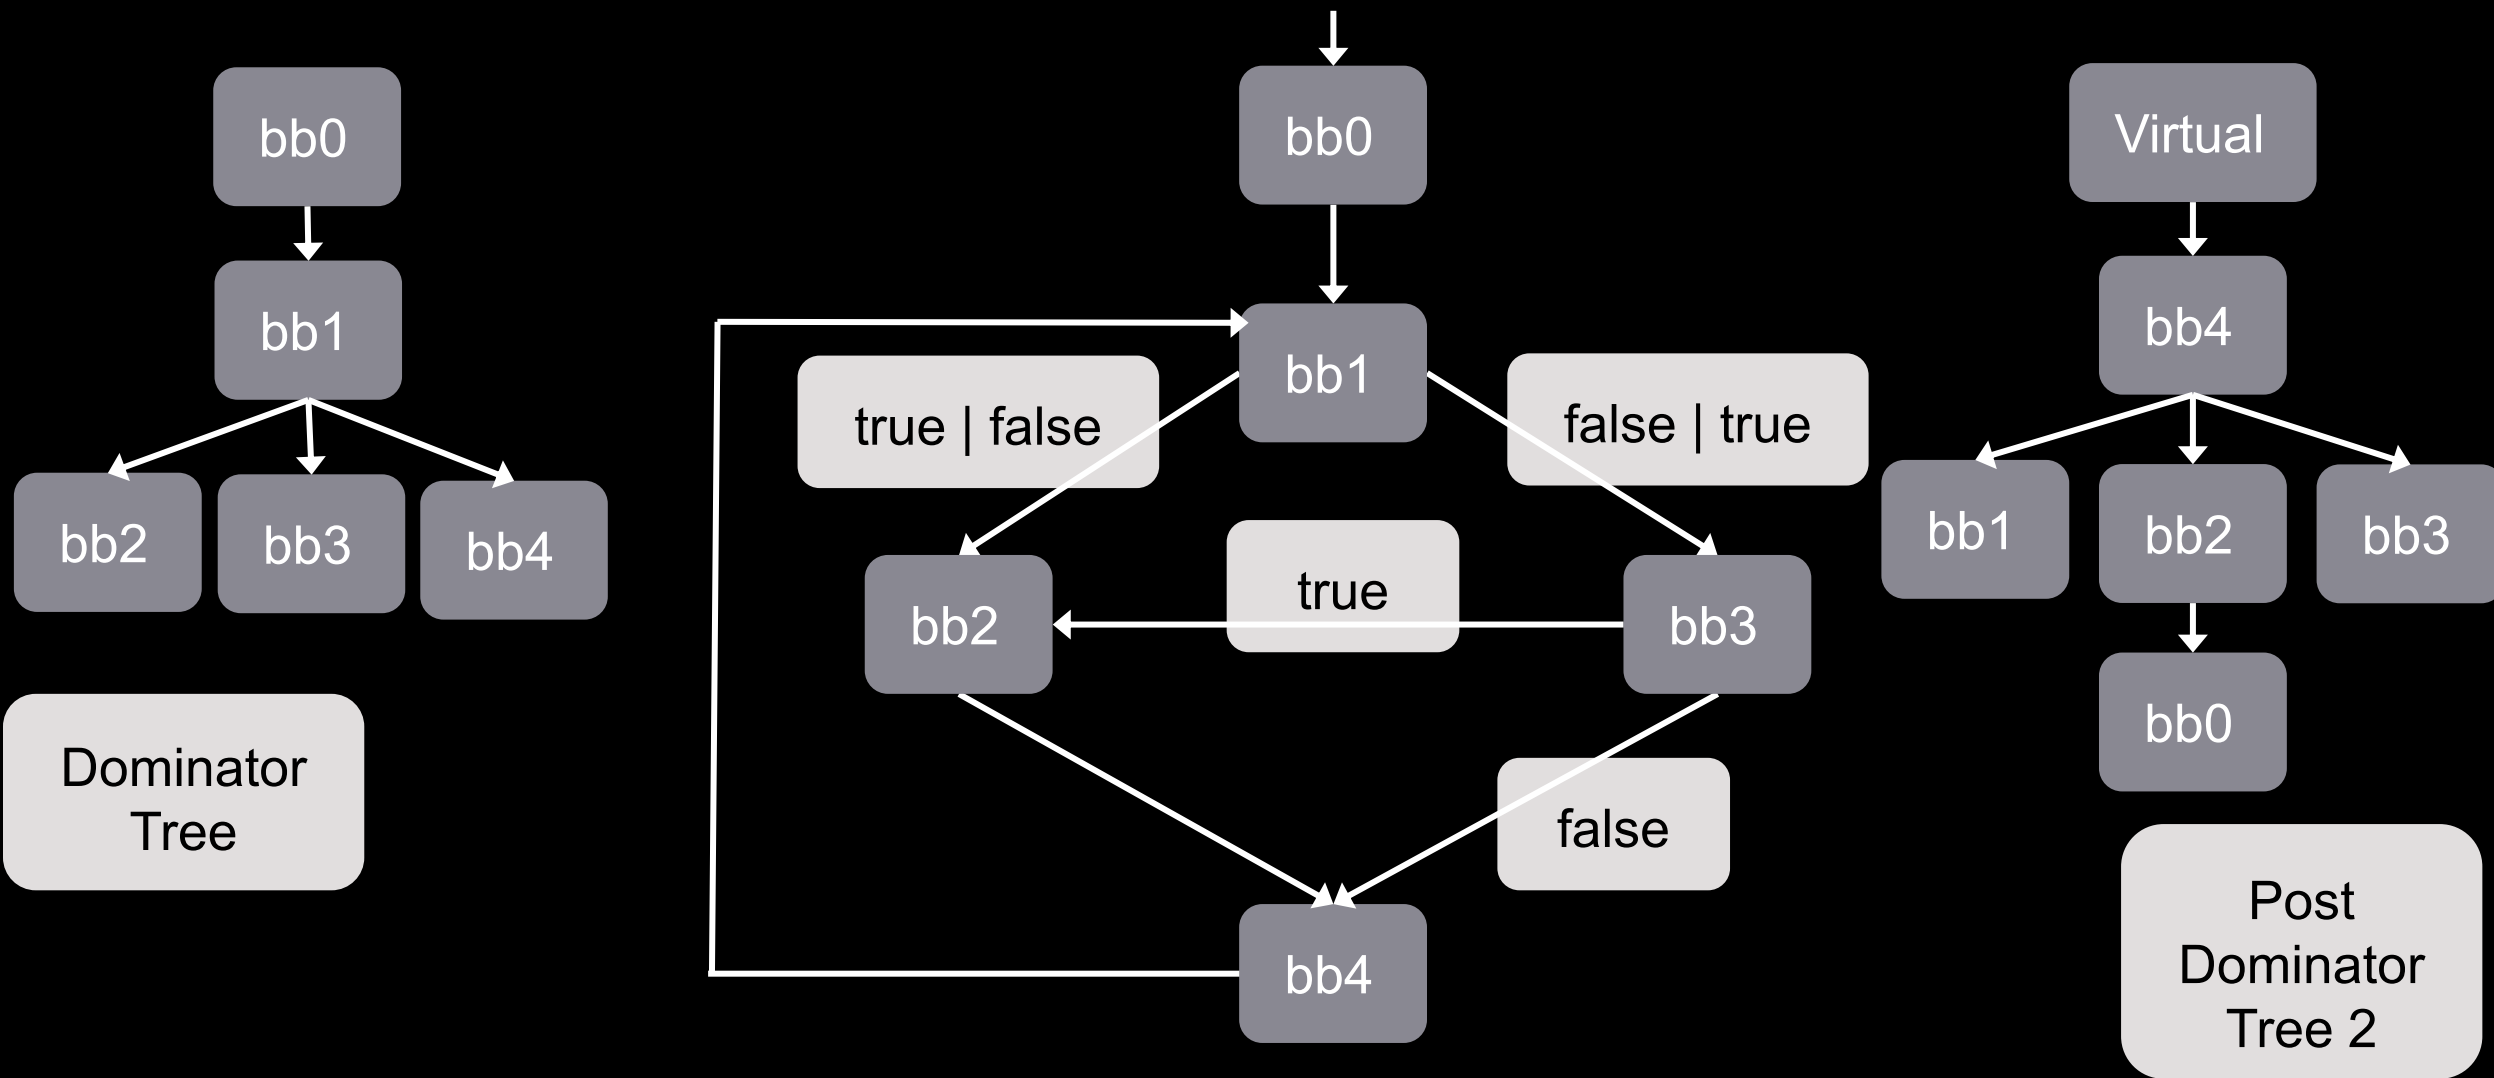 bb0
bb1
bb2
bb3
bb4
Dominator
Tree
bb0
bb1
true | false
false | true
true
bb2
bb3
false
bb4
Virtual
bb4
bb1
bb2
bb3
bb0
Post
Dominator
Tree 2